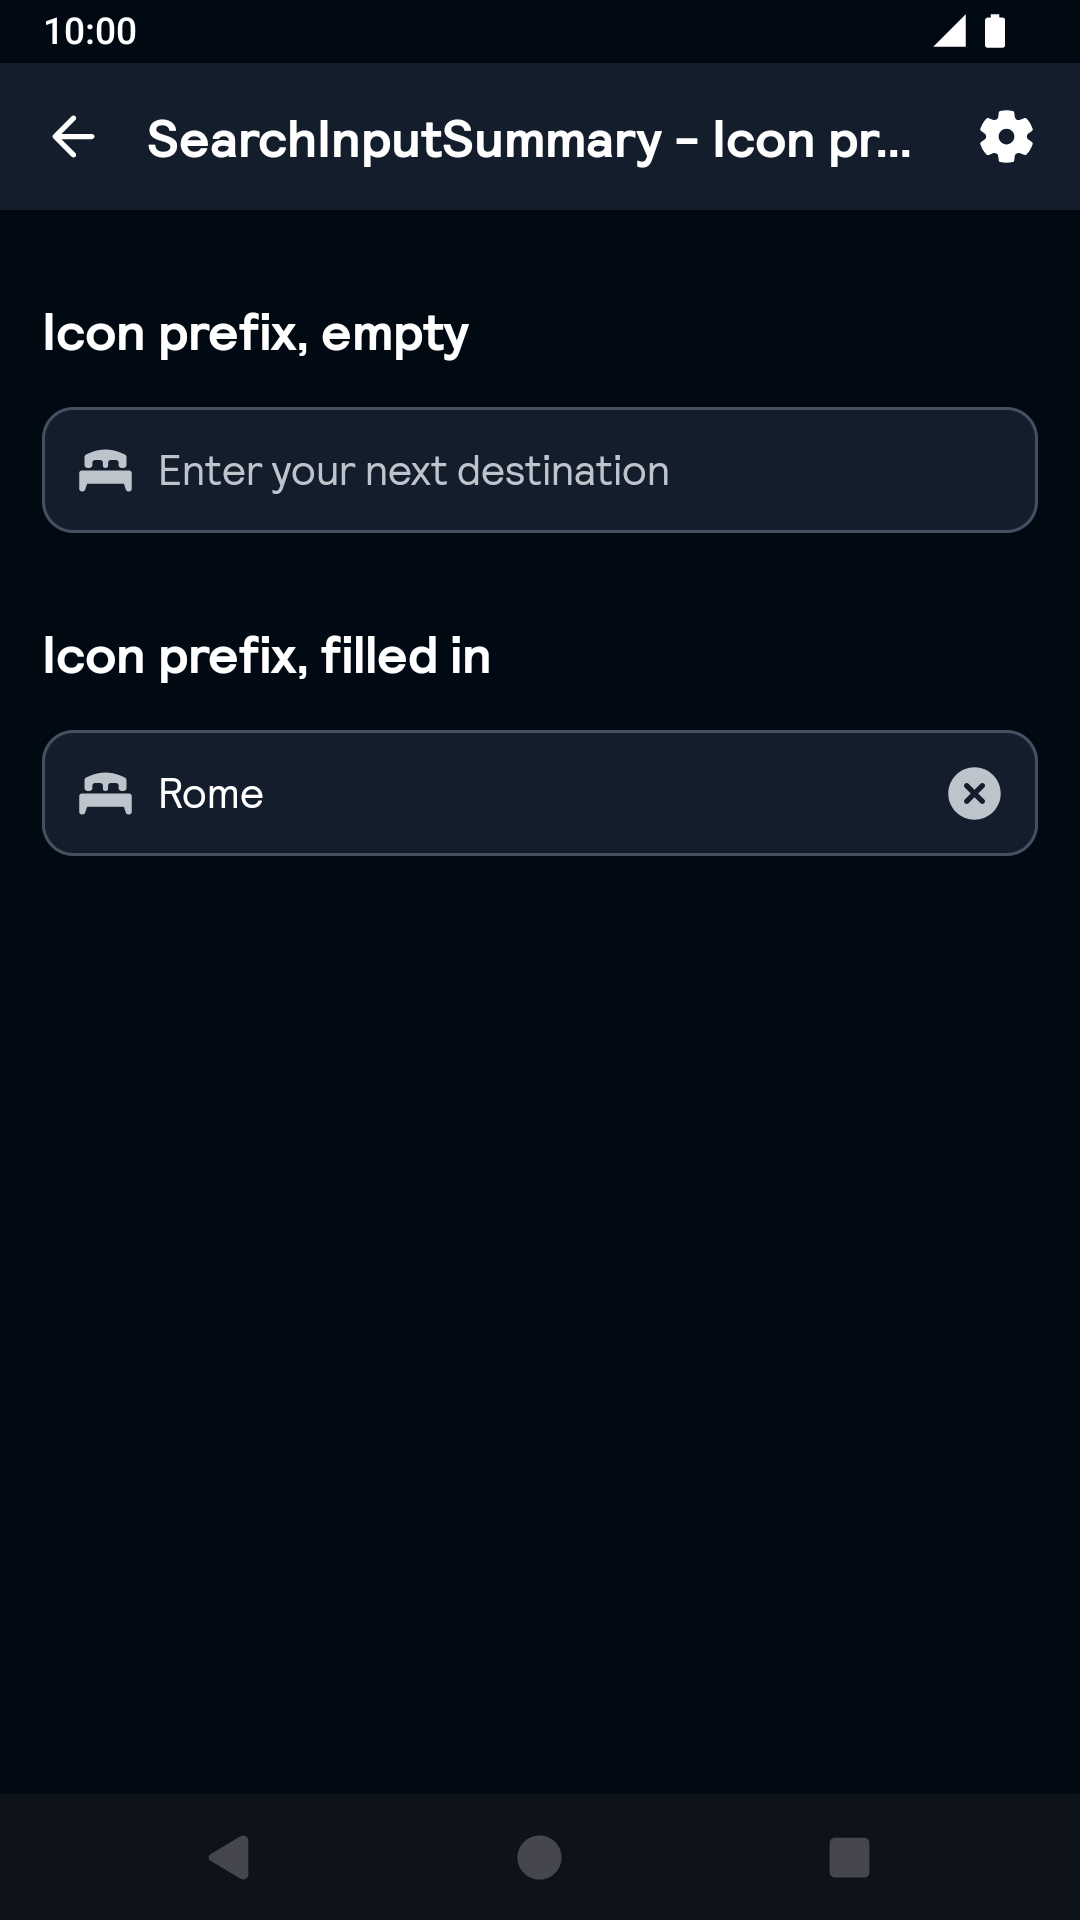 10:00
SearchInputSummary - Icon pr...
Icon prefix, empty
Enter your next destination
Icon prefix, filled in
Rome